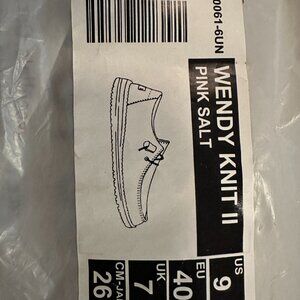 0061-6UN
WENDY KNIT II
PINK SALT
US
9
EU
40
UK
7
CM-JA
26